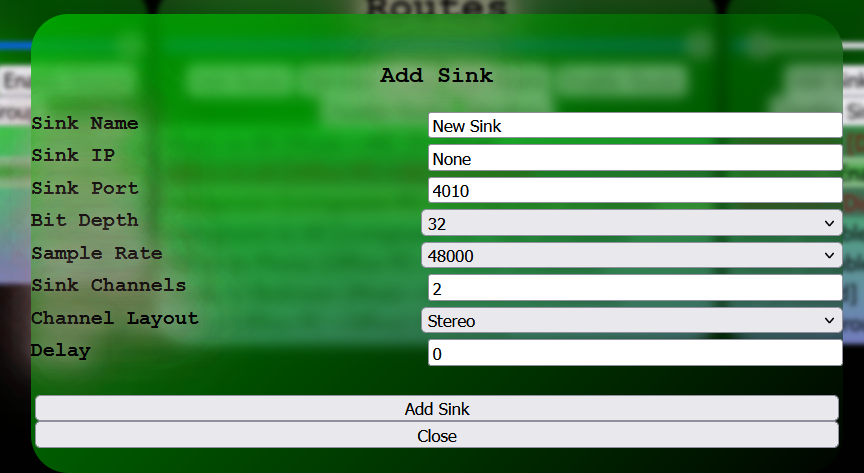 Routes
Add Sink
Sink Name New Sink
Sink IP None
Sink Port 4010
Bit Depth 32
Sample Rate 48000
Sink Channels 2
Channel Layout Stereo
Delay 0
Add Sink
Close